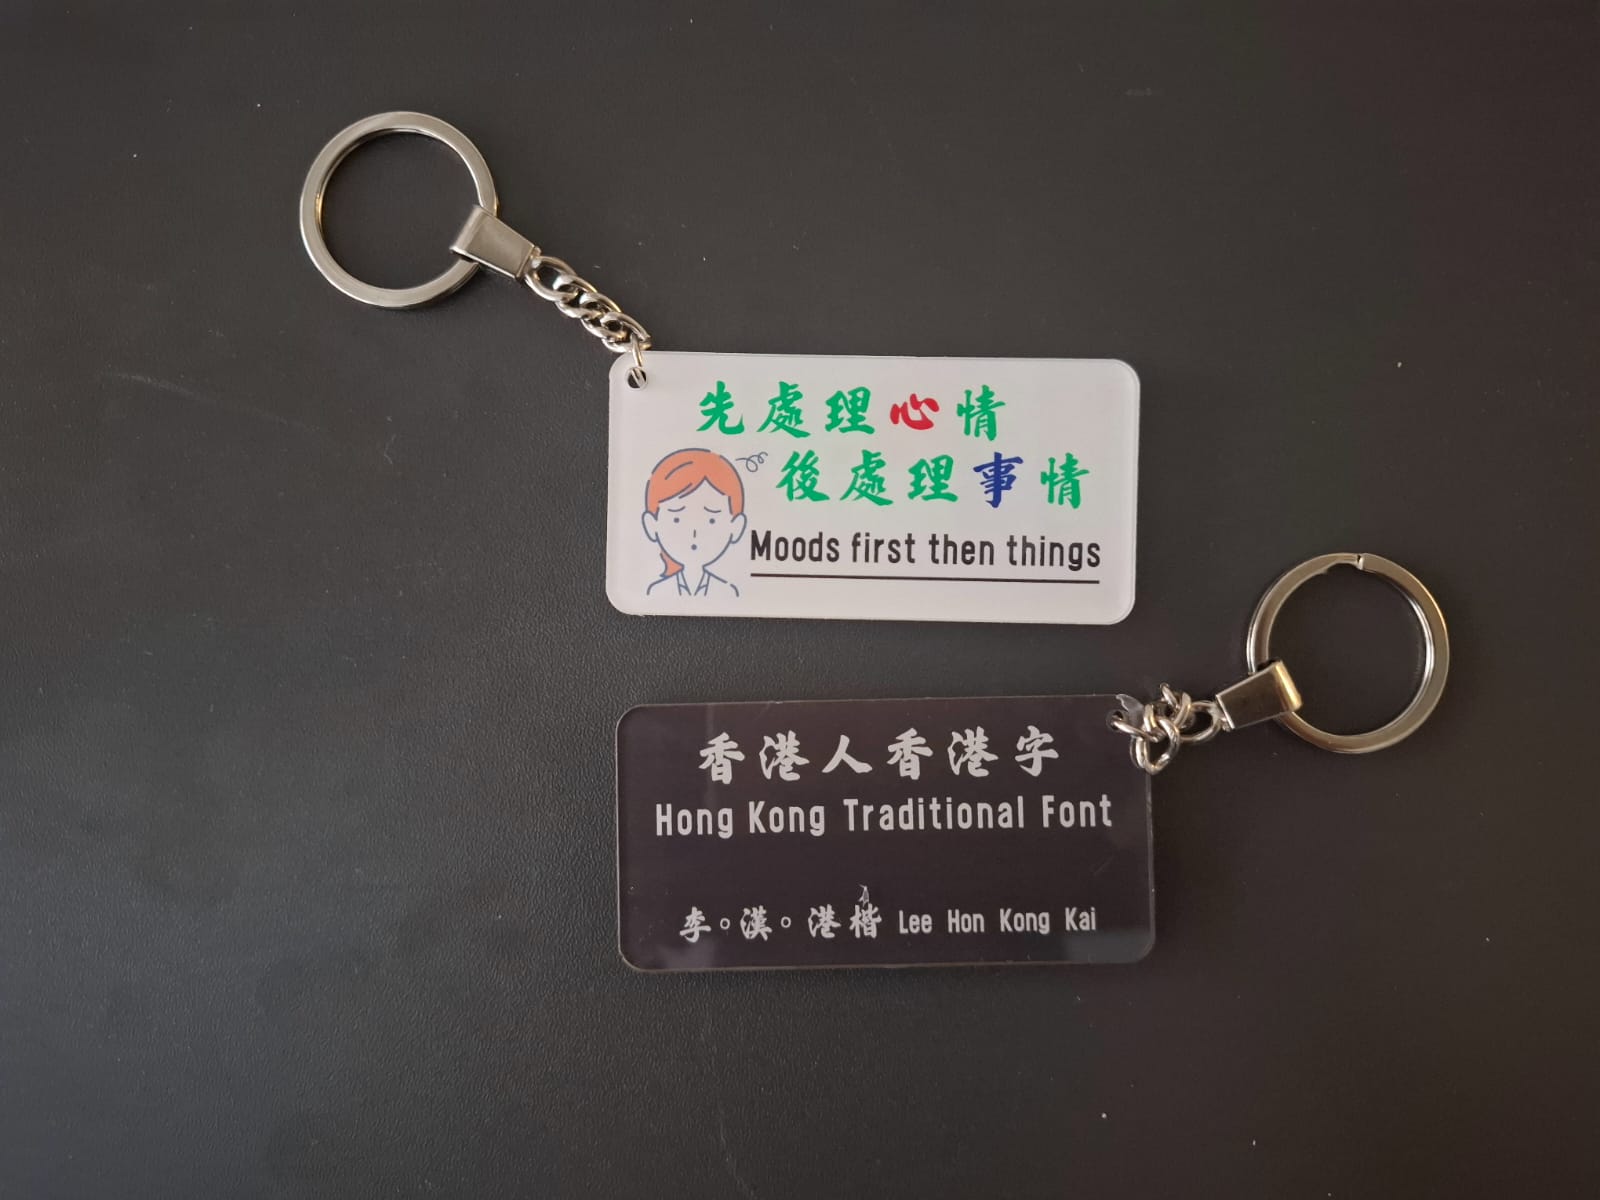 先處理心情
後處理事情
Moods first then things
香港人香港字
Hong Kong Traditional Font
李。漢。港楷 Lee Hon Kong Kai